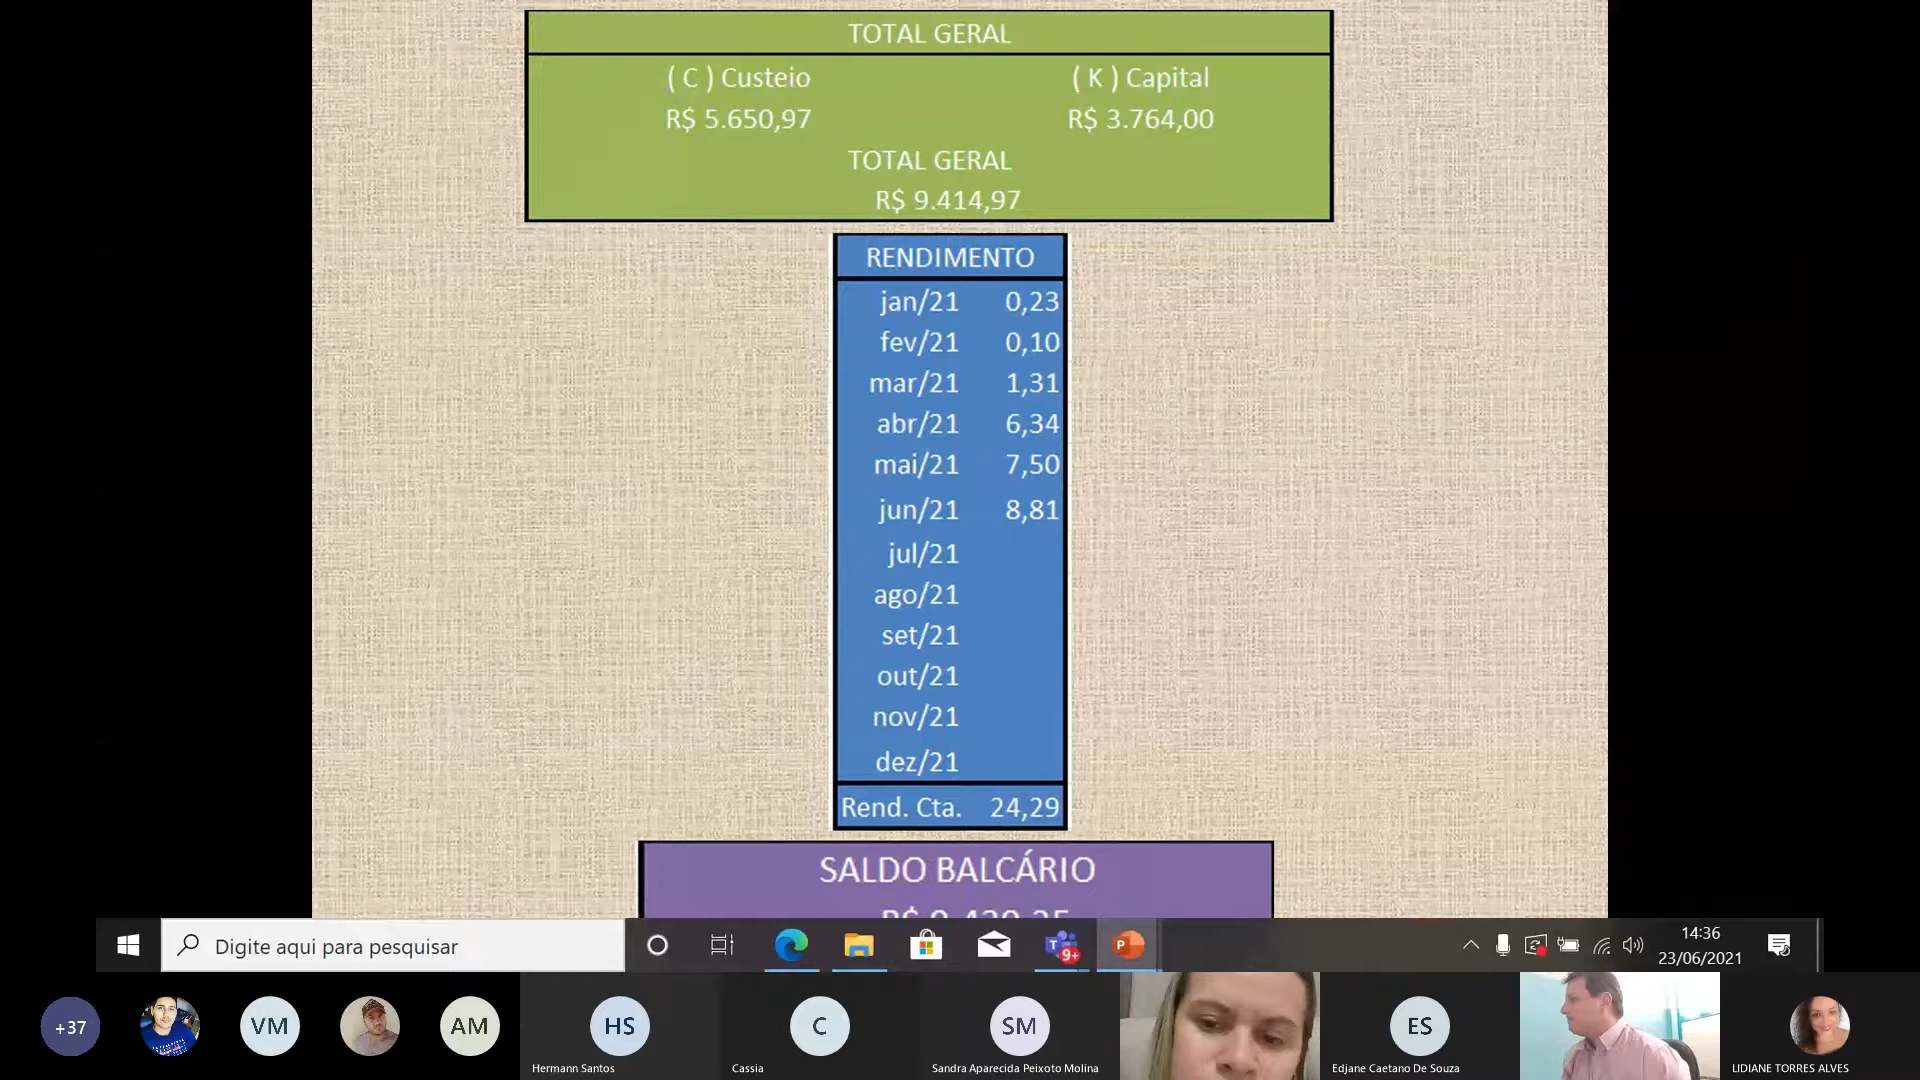 TOTAL GERAL
( C ) Custeio ( K ) Capital
R$ 5.650,97 R$ 3.764,00
TOTAL GERAL
R$ 9.414,97
RENDIMENTO
jan/21 0,23
fev/21 0,10
mar/21 1,31
abr/21 6,34
mai/21 7,50
jun/21 8,81
jul/21
ago/21
set/21
out/21
nov/21
dez/21
Rend. Cta. 24,29
SALDO BALCÁRIO
Digite aqui para pesquisar
9+
14:36
23/06/2021
+37
VM
AM
HS
C
SM
ES
Hermann Santos
Cassia
Sandra Aparecida Peixoto Molina
Edjane Caetano De Souza
LIDIANE TORRES ALVES